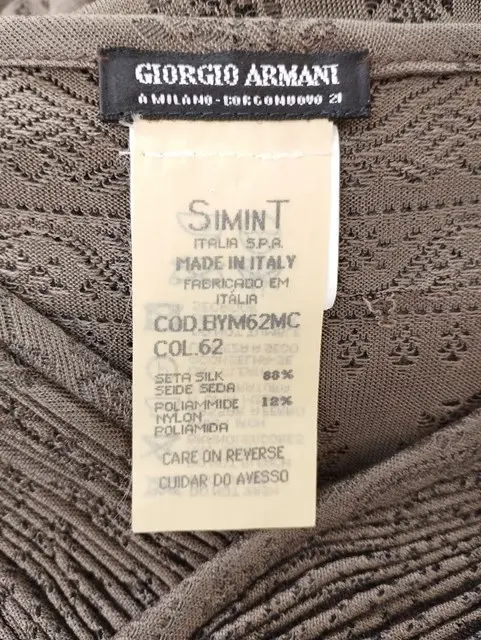 GIORGIO ARMANI
A MILANO - BORGONUOVO 21
SIMINT
ITALIA S.P.A.
MADE IN ITALY
FABRICADO EM
ITÁLIA
COD.BYM62MC
COL.62
SETA SILK 88%
SEIDE SEDA
POLIAMMIDE 12%
NYLON
POLIAMIDA
CARE ON REVERSE
CUIDAR DO AVESSO